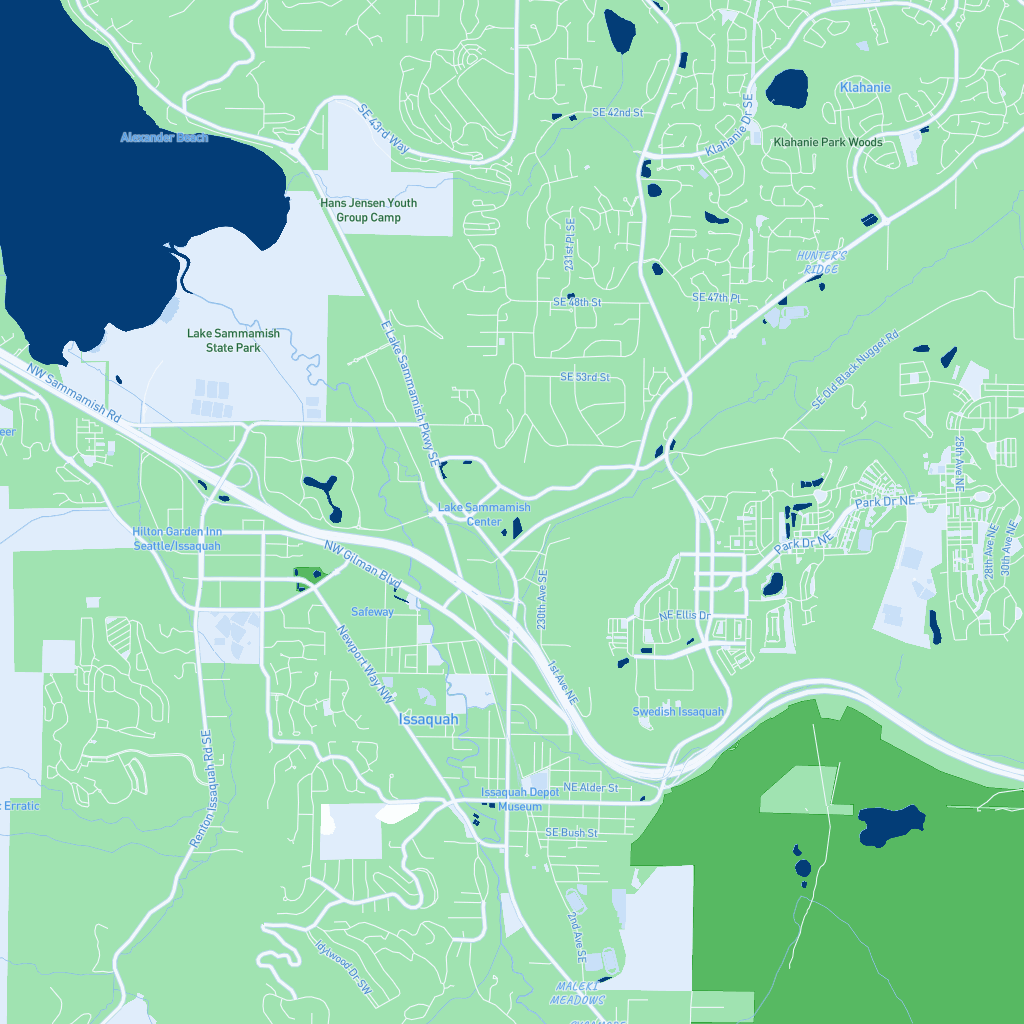 Klahanie
SE 42nd St
SE 43rd Way
Klahanie Dr SE
Alexander Beach
Klahanie Park Woods
Hans Jensen Youth
Group Camp
231st Pl SE
HUNTER'S
RIDGE
SE 47th Pl
SE 48th St
Lake Sammamish
State Park
E Lake Sammamish Pkwy SE
SE Old Black Nugget Rd
NW Sammamish Rd
SE 53rd St
25th Ave NE
Park Dr NE
Lake Sammamish
Center
Hilton Garden Inn
Seattle/Issaquah
Park Dr NE
28th Ave NE
30th Ave NE
NW Gilman Blvd
230th Ave SE
Safeway
NE Ellis Dr
Newport Way NW
1st Ave NE
Issaquah
Swedish Issaquah
Renton Issaquah Rd SE
NE Alder St
Issaquah Depot
Museum
Erratic
SE Bush St
2nd Ave SE
Idylwood Dr SW
MALEKI
MEADOWS